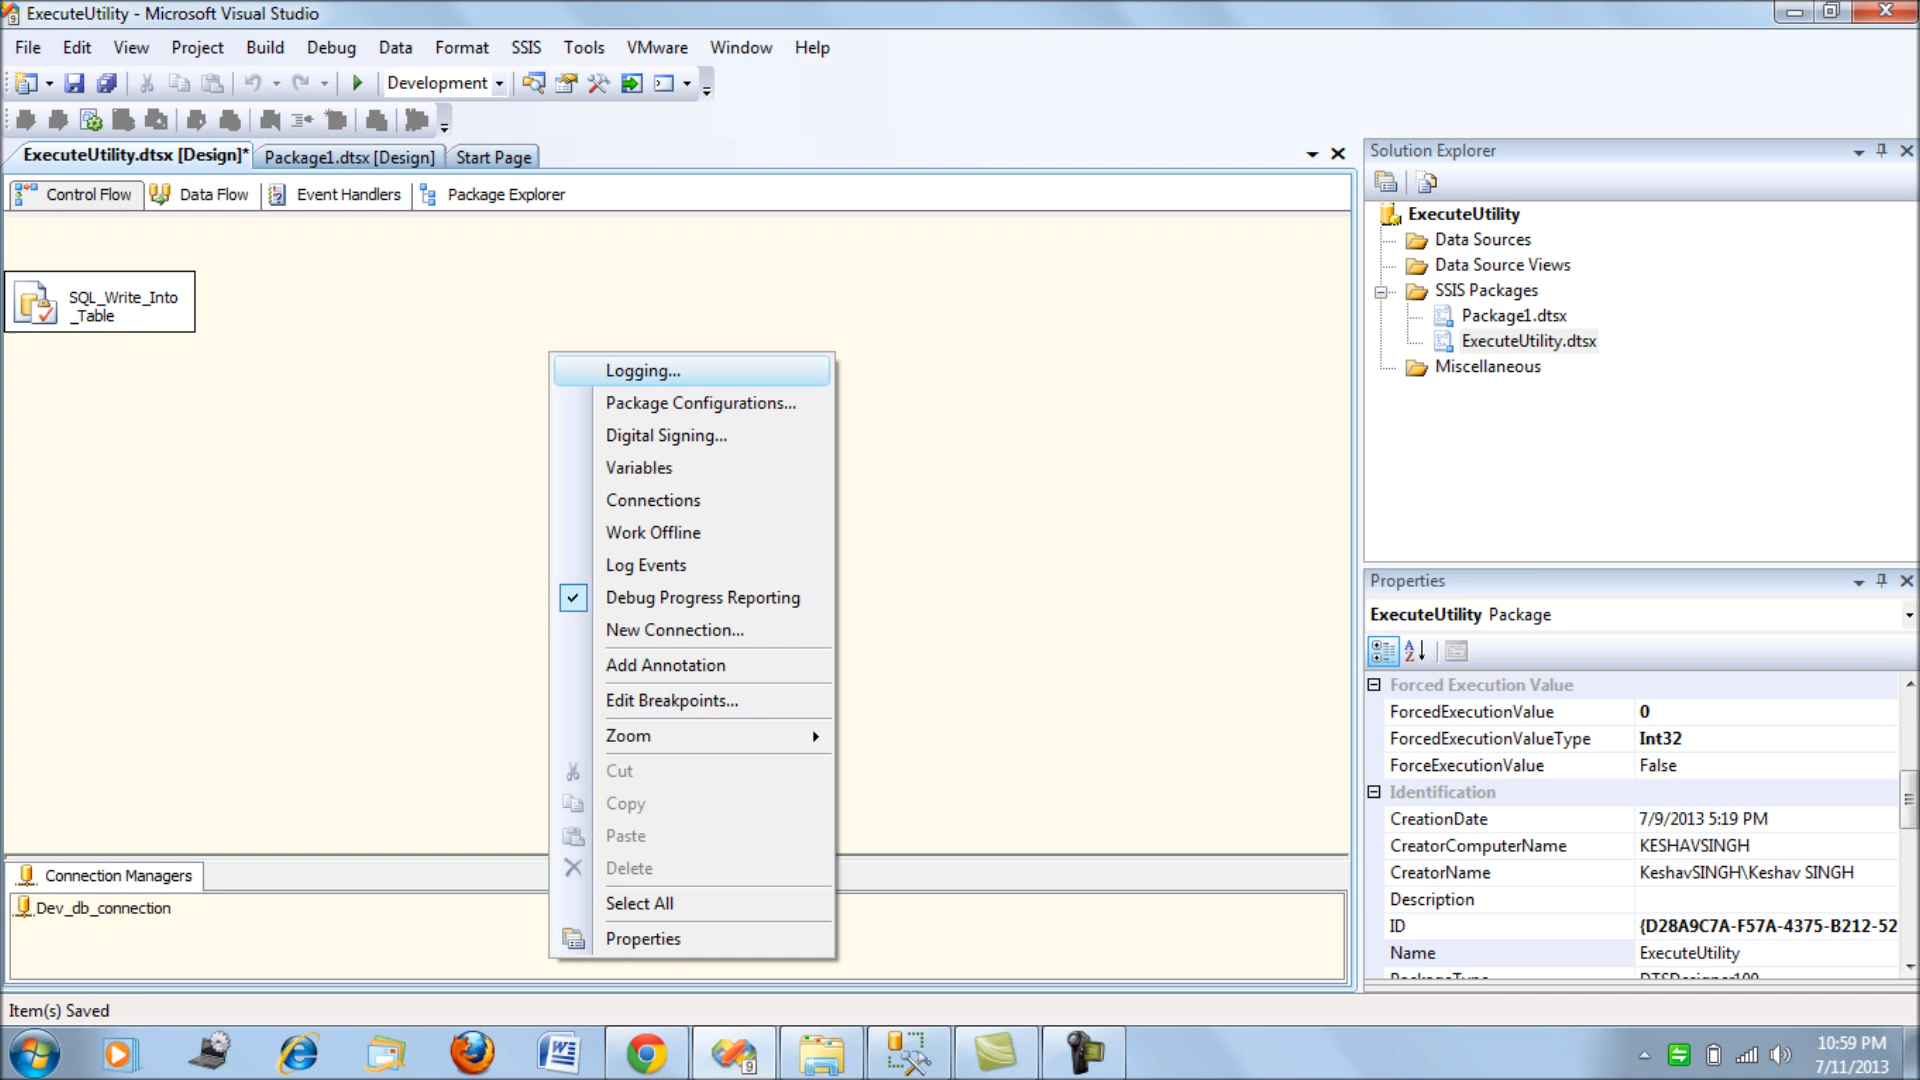 ExecuteUtility - Microsoft Visual Studio
File Edit View Project Build Debug Data Format SSIS Tools VMware Window Help
Development
ExecuteUtility.dtsx [Design]* Package1.dtsx [Design] Start Page
Control Flow Data Flow Event Handlers Package Explorer
SQL_Write_Into
_Table
Logging...
Package Configurations...
Digital Signing...
Variables
Connections
Work Offline
Log Events
Debug Progress Reporting
New Connection...
Add Annotation
Edit Breakpoints...
Zoom
Cut
Copy
Paste
Delete
Select All
Properties
Connection Managers
Dev_db_connection
Solution Explorer
ExecuteUtility
Data Sources
Data Source Views
SSIS Packages
Package1.dtsx
ExecuteUtility.dtsx
Miscellaneous
Properties
ExecuteUtility Package
Forced Execution Value
ForcedExecutionValue 0
ForcedExecutionValueType Int32
ForceExecutionValue False
Identification
CreationDate 7/9/2013 5:19 PM
CreatorComputerName KESHAVSINGH
CreatorName KeshavSINGH\Keshav SINGH
Description
ID {D28A9C7A-F57A-4375-B212-52
Name ExecuteUtility
PackageType DTSDesigner100
Item(s) Saved
10:59 PM
7/11/2013